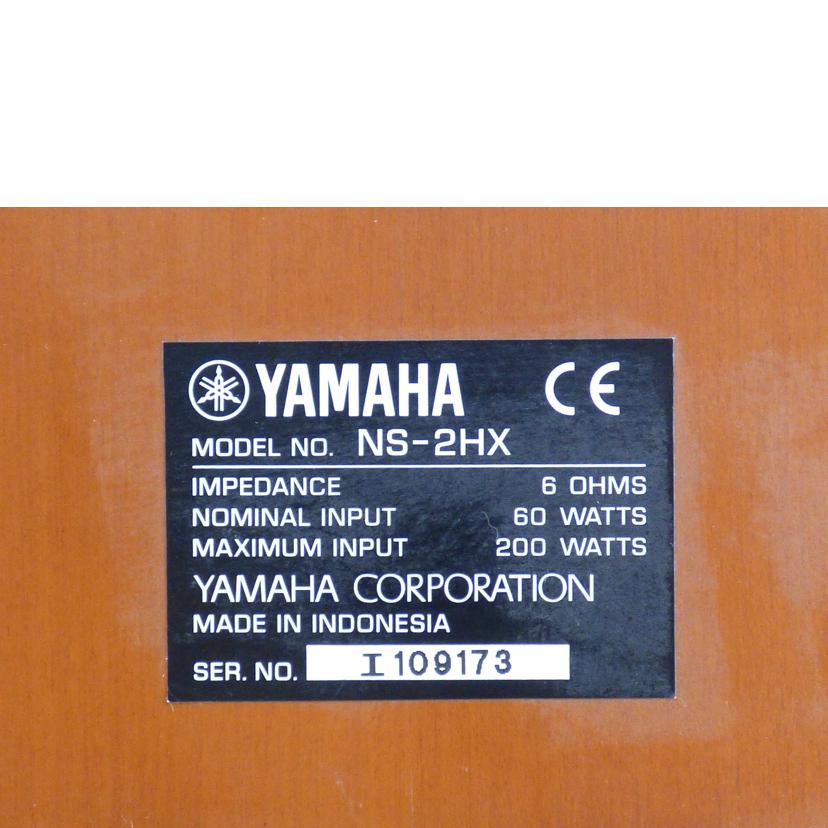 YAMAHA CE
MODEL NO. NS-2HX
IMPEDANCE 6 OHMS
NOMINAL INPUT 60 WATTS
MAXIMUM INPUT 200 WATTS
YAMAHA CORPORATION
MADE IN INDONESIA
SER. NO. I109173